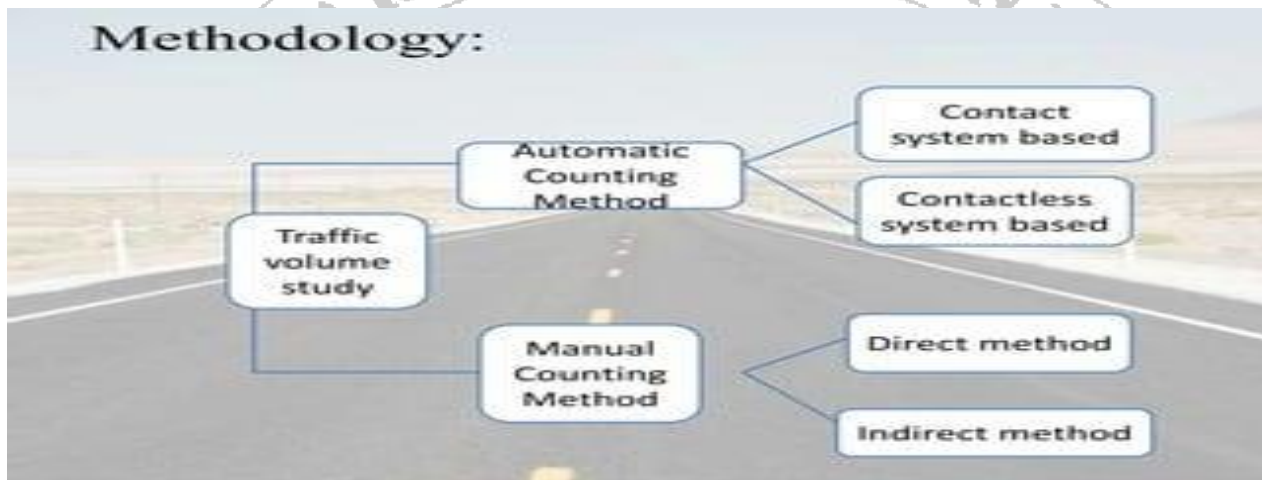 Methodology:
Contact
system based
Automatic
Counting
Method
Contactless
system based
Traffic
volume
study
Manual
Counting
Method
Direct method
Indirect method